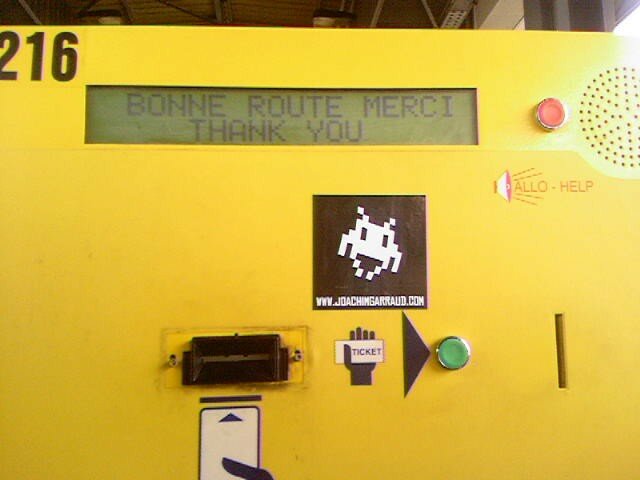 216
BONNE ROUTE MERCI
THANK YOU
ALLO - HELP
WWW.JOACHIMGARRAUD.COM
TICKET